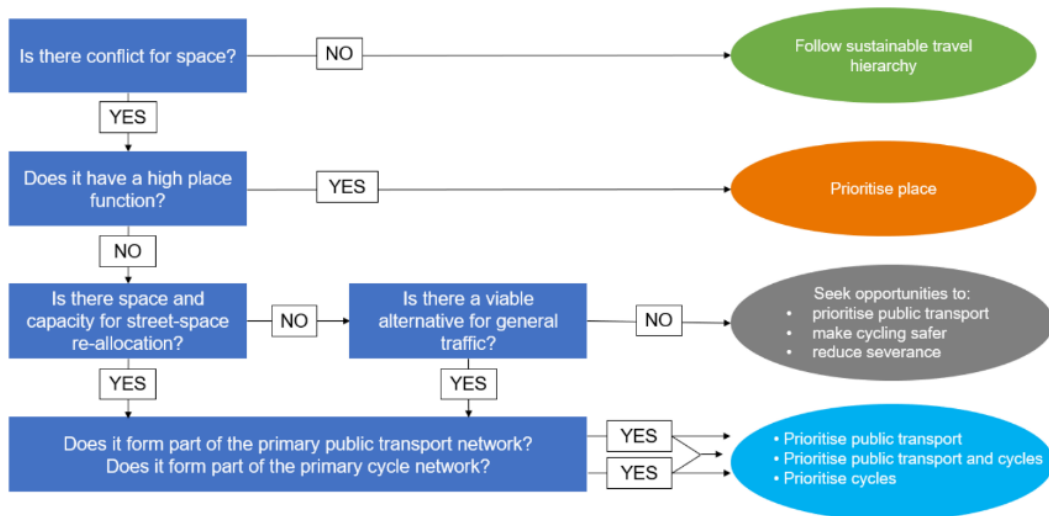 Is there conflict for space?
NO
Follow sustainable travel
hierarchy
YES
Does it have a high place
function?
YES
Prioritise place
NO
Is there space and
capacity for street-space
re-allocation?
NO
Is there a viable
alternative for general
traffic?
NO
Seek opportunities to:
• prioritise public transport
• make cycling safer
• reduce severance
YES
YES
Does it form part of the primary public transport network?
Does it form part of the primary cycle network?
YES
YES
• Prioritise public transport
• Prioritise public transport and cycles
• Prioritise cycles